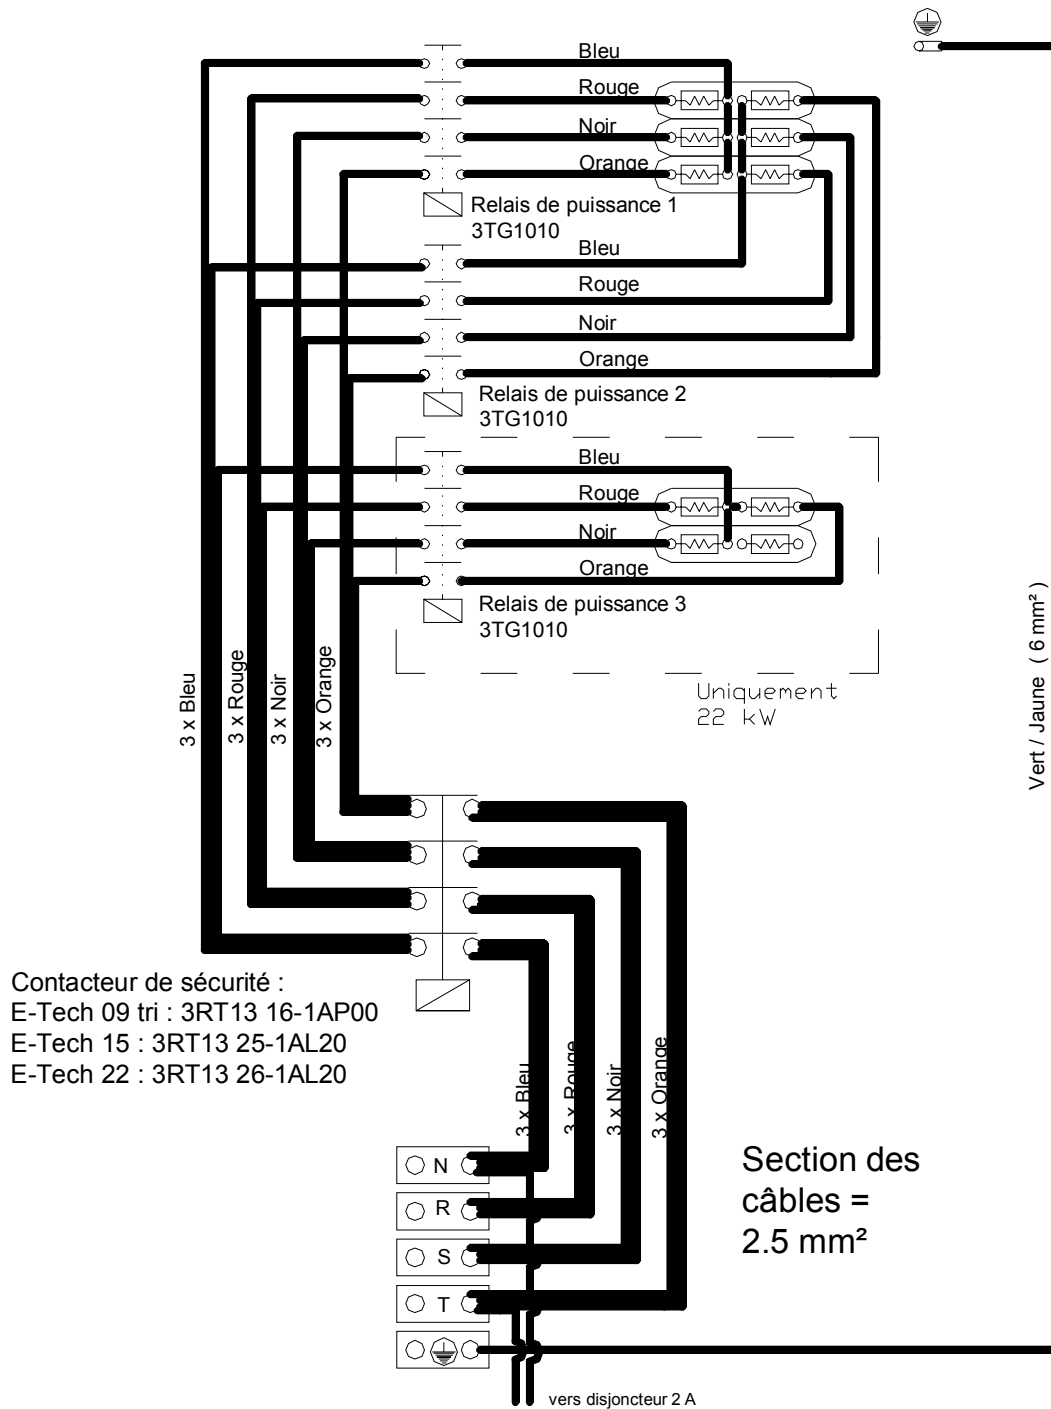 Bleu
Rouge
Noir
Orange
Relais de puissance 1
3TG1010
Bleu
Rouge
Noir
Orange
Relais de puissance 2
3TG1010
Bleu
Rouge
Noir
Orange
Relais de puissance 3
3TG1010
Uniquement
22 kW
3 x Bleu
3 x Rouge
3 x Noir
3 x Orange
Vert / Jaune ( 6 mm² )
Contacteur de sécurité :
E-Tech 09 tri : 3RT13 16-1AP00
E-Tech 15 : 3RT13 25-1AL20
E-Tech 22 : 3RT13 26-1AL20
3 x Bleu
3 x Rouge
3 x Noir
3 x Orange
N
R
S
T
Section des
câbles =
2.5 mm²
vers disjoncteur 2 A